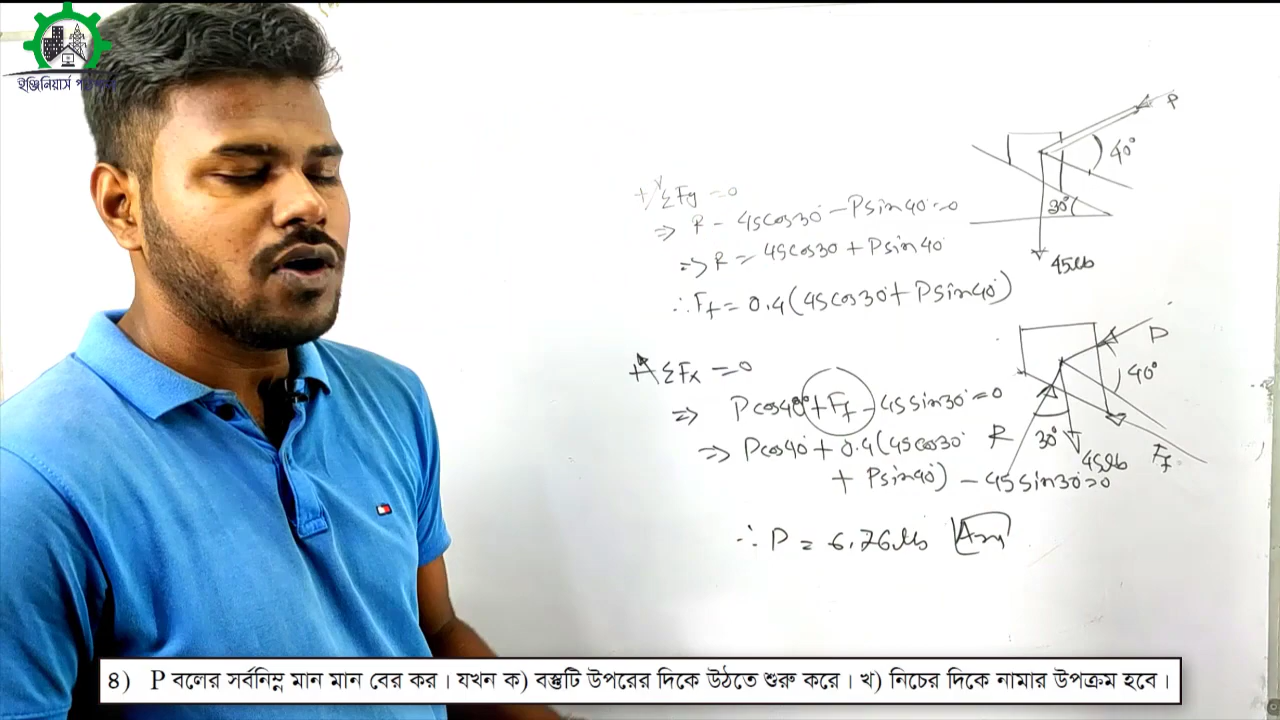 ইঞ্জিনিয়ার্স
P
40°
30°
45lb
+ ΣFy = 0
⇒ R - 45cos30° - Psin40° = 0
⇒ R = 45cos30 + Psin40°
∴ Ff = 0.4(45cos30° + Psin40°)
P
40°
30°
45lb
R
Ff
+ ΣFx = 0
⇒ Pcos40° + Ff - 45sin30° = 0
⇒ Pcos40° + 0.4(45cos30°
+ Psin40°) - 45sin30° = 0
∴ P = 6.76lb Ans
৪) P বলের সর্বনিম্ন মান মান বের কর। যখন ক) বস্তুটি উপরের দিকে উঠতে শুরু করে। খ) নিচের দিকে নামার উপক্রম হবে।